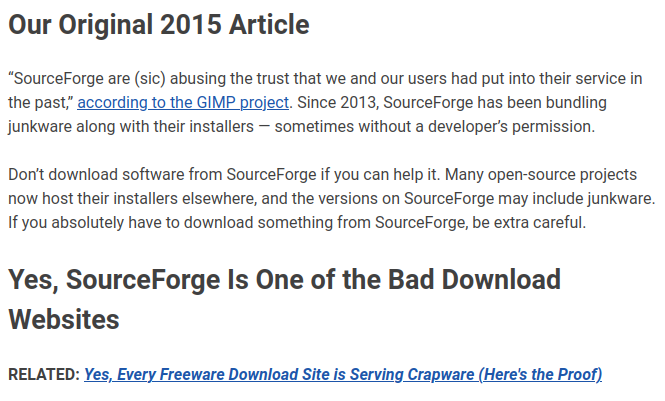 Our Original 2015 Article
“SourceForge are (sic) abusing the trust that we and our users had put into their service in
the past,” according to the GIMP project. Since 2013, SourceForge has been bundling
junkware along with their installers — sometimes without a developer’s permission.
Don’t download software from SourceForge if you can help it. Many open-source projects
now host their installers elsewhere, and the versions on SourceForge may include junkware.
If you absolutely have to download something from SourceForge, be extra careful.
Yes, SourceForge Is One of the Bad Download
Websites
RELATED: Yes, Every Freeware Download Site is Serving Crapware (Here's the Proof)